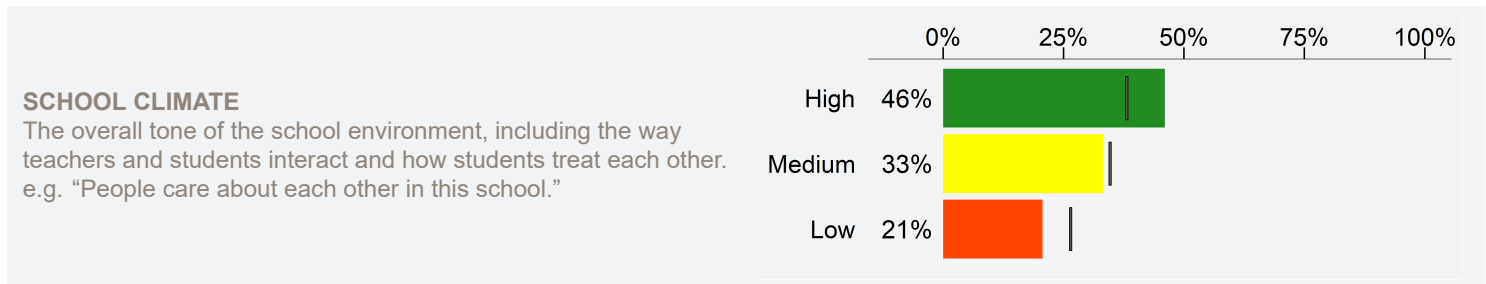 SCHOOL CLIMATE
The overall tone of the school environment, including the way
teachers and students interact and how students treat each other.
e.g. “People care about each other in this school.”
0% 25% 50% 75% 100%
High 46%
Medium 33%
Low 21%